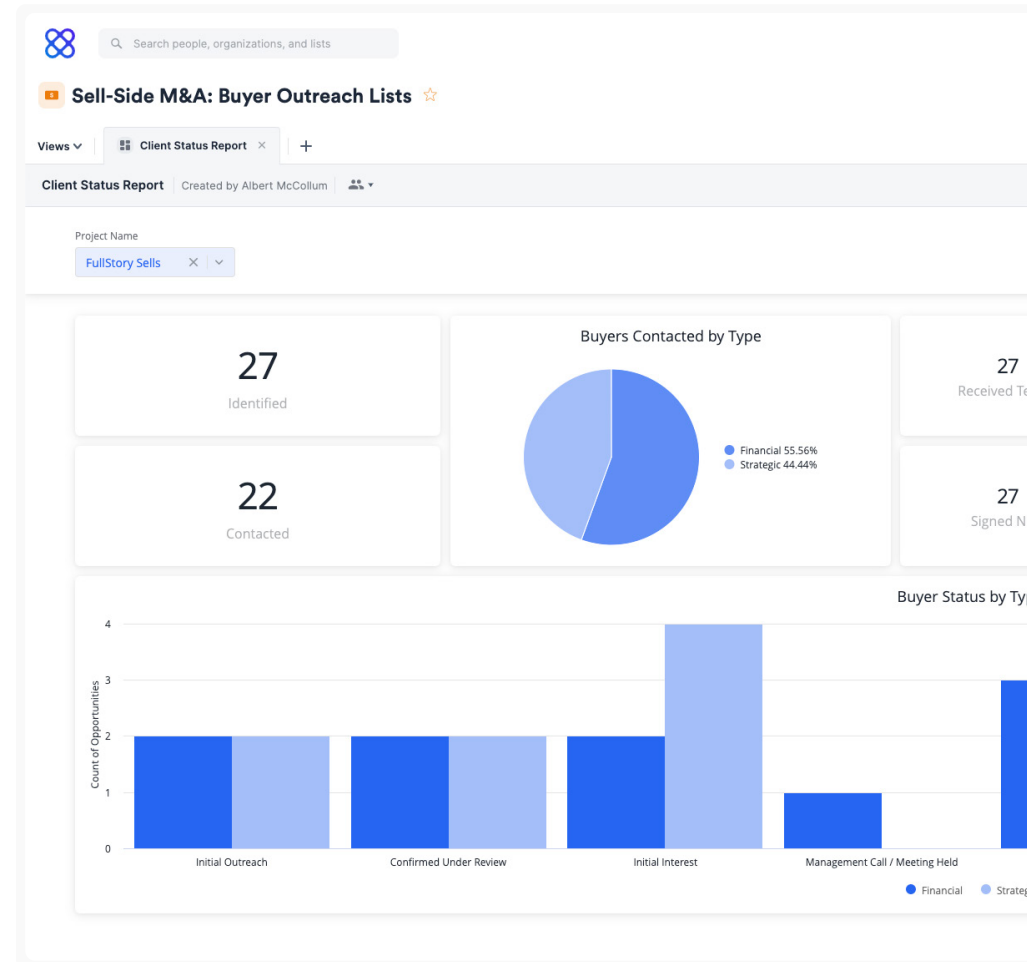 Search people, organizations, and lists
Sell-Side M&A: Buyer Outreach Lists
Views
Client Status Report
Client Status Report
Created by Albert McCollum
Project Name
FullStory Sells
27
Identified
22
Contacted
Buyers Contacted by Type
Financial 55.56%
Strategic 44.44%
27
Received
27
Signed
Buyer Status by
Count of Opportunities
4
3
2
1
0
Initial Outreach
Confirmed Under Review
Initial Interest
Management Call / Meeting Held
Financial